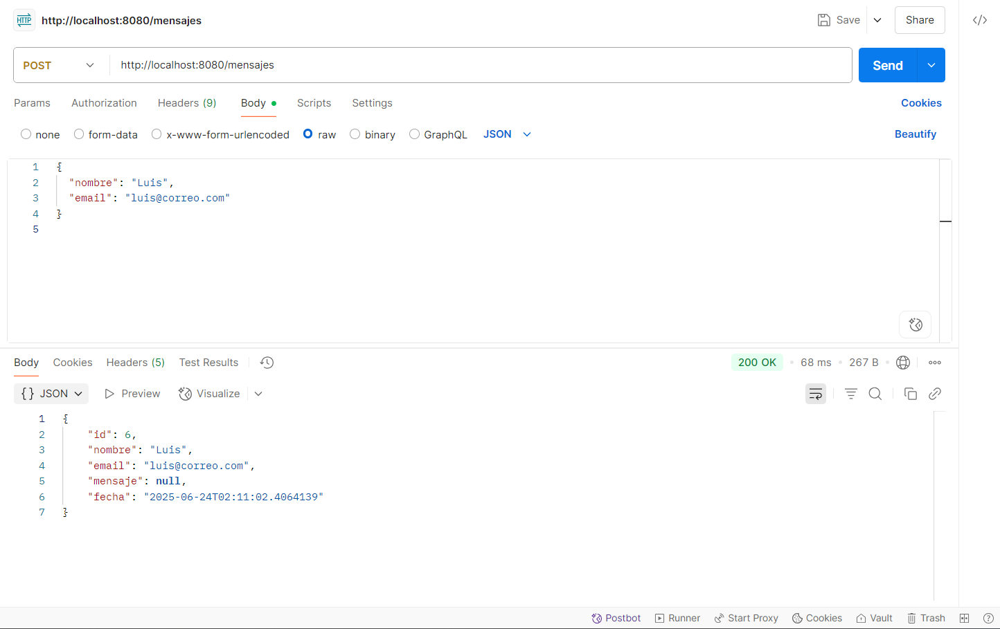 HTTP http://localhost:8080/mensajes Save Share
POST http://localhost:8080/mensajes Send
Params Authorization Headers (9) Body Scripts Settings Cookies
none form-data x-www-form-urlencoded raw binary GraphQL JSON Beautify
1 {
2 "nombre": "Luis",
3 "email": "luis@correo.com"
4 }
5
Body Cookies Headers (5) Test Results 200 OK 68 ms 267 B
{} JSON Preview Visualize
1 {
2 "id": 6,
3 "nombre": "Luis",
4 "email": "luis@correo.com",
5 "mensaje": null,
6 "fecha": "2025-06-24T02:11:02.4064139"
7 }
Postbot Runner Start Proxy Cookies Vault Trash